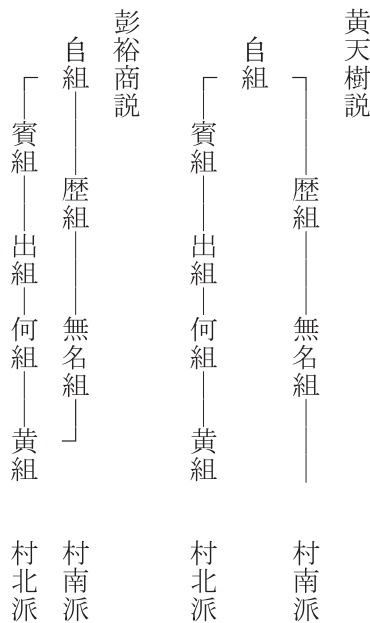 黄天樹説
歴組 無名組 村南派
自組
賓組 出組 何組 黄組 村北派
彭裕商説
自組 歴組 無名組 村南派
賓組 出組 何組 黄組 村北派